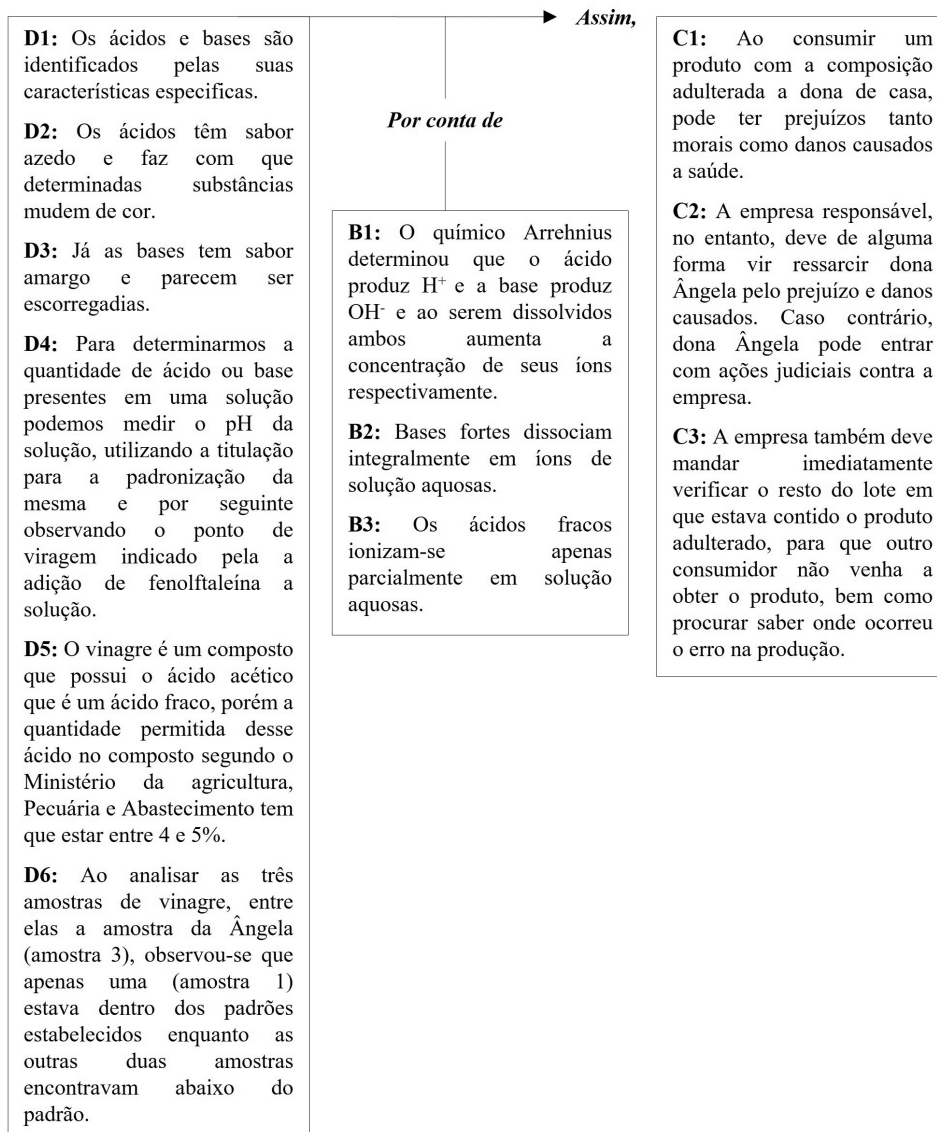 Assim,
D1: Os ácidos e bases são
identificados pelas suas
características especificas.
D2: Os ácidos têm sabor
azedo e faz com que
determinadas substâncias
mudem de cor.
D3: Já as bases tem sabor
amargo e parecem ser
escorregadias.
D4: Para determinarmos a
quantidade de ácido ou base
presentes em uma solução
podemos medir o pH da
solução, utilizando a titulação
para a padronização da
mesma e por seguinte
observando o ponto de
viragem indicado pela a
adição de fenolftaleína a
solução.
D5: O vinagre é um composto
que possui o ácido acético
que é um ácido fraco, porém a
quantidade permitida desse
ácido no composto segundo o
Ministério da agricultura,
Pecuária e Abastecimento tem
que estar entre 4 e 5%.
D6: Ao analisar as três
amostras de vinagre, entre
elas a amostra da Ângela
(amostra 3), observou-se que
apenas uma (amostra 1)
estava dentro dos padrões
estabelecidos enquanto as
outras duas amostras
encontravam abaixo do
padrão.
Por conta de
B1: O químico Arrehnius
determinou que o ácido
produz H⁺ e a base produz
OH⁻ e ao serem dissolvidos
ambos aumenta a
concentração de seus íons
respectivamente.
B2: Bases fortes dissociam
integralmente em íons de
solução aquosas.
B3: Os ácidos fracos
ionizam-se apenas
parcialmente em solução
aquosas.
C1: Ao consumir um
produto com a composição
adulterada a dona de casa,
pode ter prejuízos tanto
morais como danos causados
a saúde.
C2: A empresa responsável,
no entanto, deve de alguma
forma vir ressarcir dona
Ângela pelo prejuízo e danos
causados. Caso contrário,
dona Ângela pode entrar
com ações judiciais contra a
empresa.
C3: A empresa também deve
mandar imediatamente
verificar o resto do lote em
que estava contido o produto
adulterado, para que outro
consumidor não venha a
obter o produto, bem como
procurar saber onde ocorreu
o erro na produção.